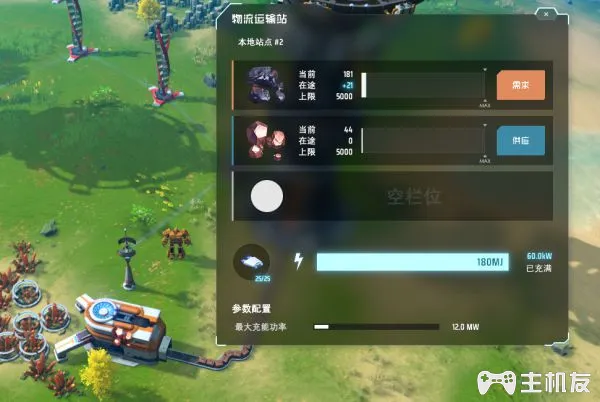 物流运输站
本地站点 #2
当前 181
在途 +21
上限 5000
需求
MAX
当前 44
在途 0
上限 5000
供应
MAX
空栏位
25/25
180MJ
60.0kW
已充满
参数配置
最大充能功率 12.0 MW
主机友